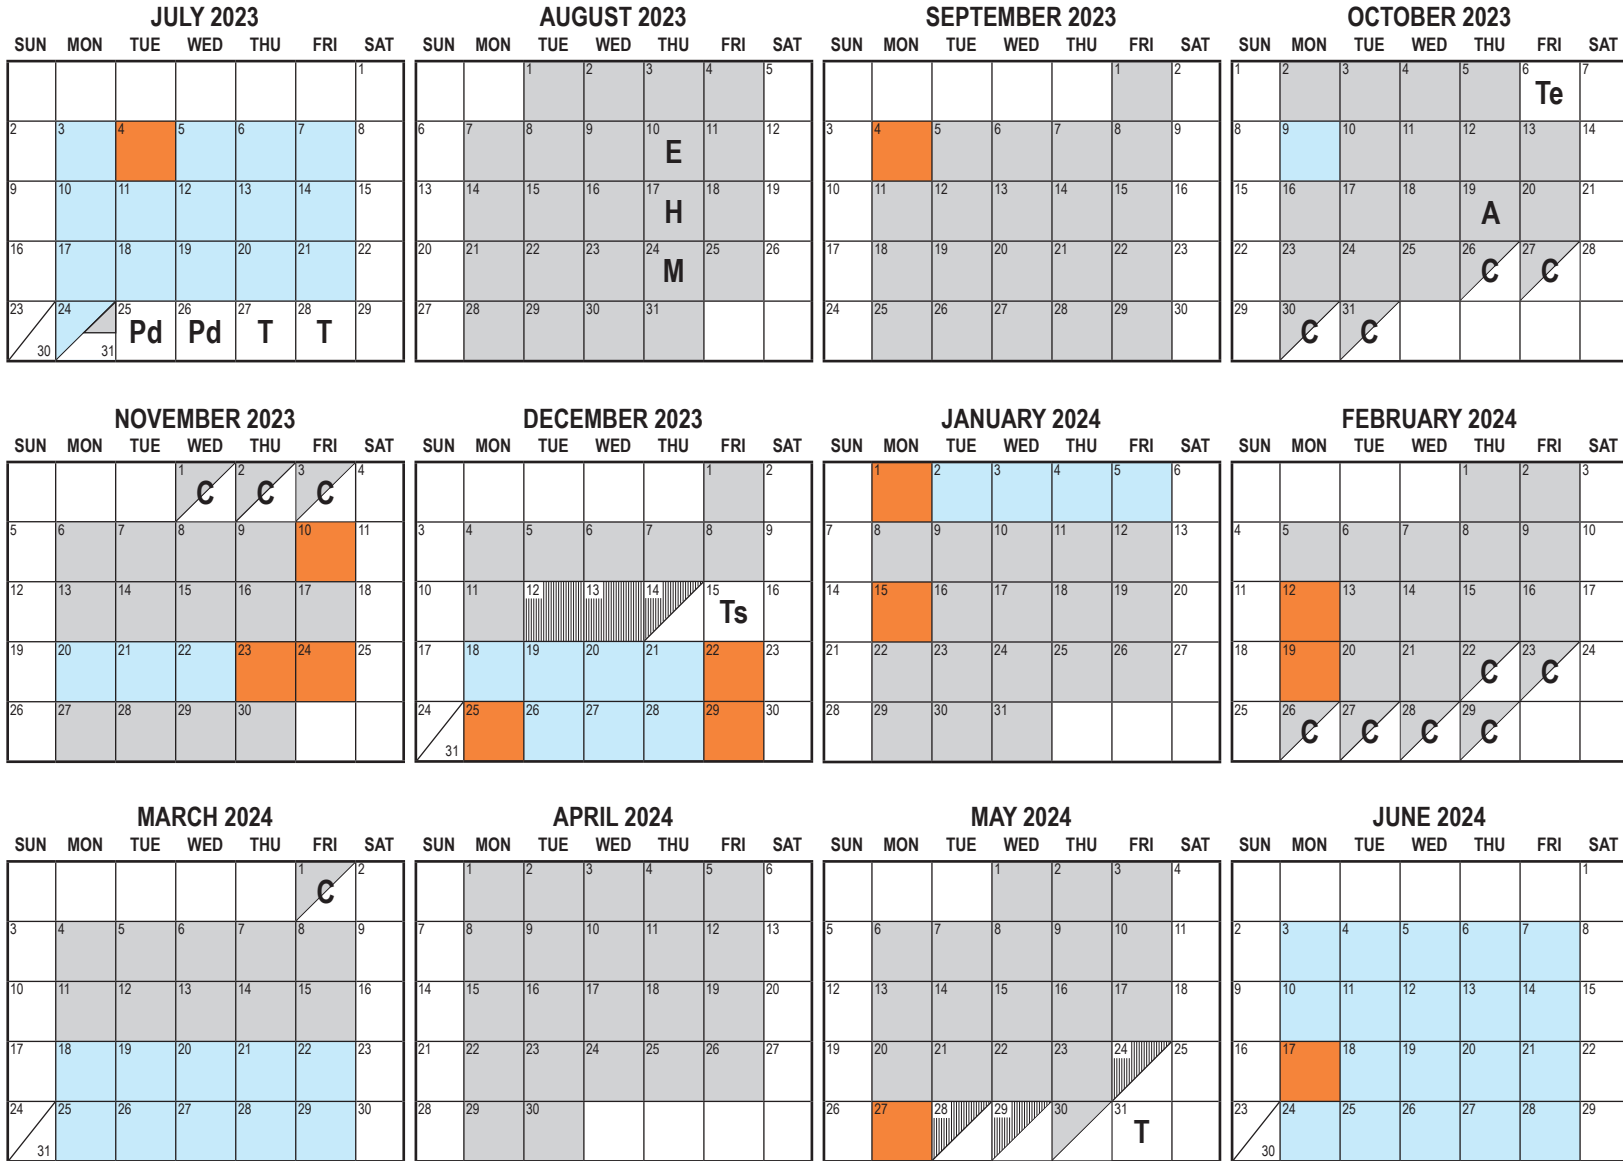 JULY 2023
SUN MON TUE WED THU FRI SAT
1
2 3 4 5 6 7 8
9 10 11 12 13 14 15
16 17 18 19 20 21 22
23 30 24 31 25 Pd 26 Pd 27 T 28 T 29
AUGUST 2023
SUN MON TUE WED THU FRI SAT
1 2 3 4 5
6 7 8 9 10 E 11 12
13 14 15 16 17 H 18 19
20 21 22 23 24 M 25 26
27 28 29 30 31
SEPTEMBER 2023
SUN MON TUE WED THU FRI SAT
1 2
3 4 5 6 7 8 9
10 11 12 13 14 15 16
17 18 19 20 21 22 23
24 25 26 27 28 29 30
OCTOBER 2023
SUN MON TUE WED THU FRI SAT
1 2 3 4 5 6 Te 7
8 9 10 11 12 13 14
15 16 17 18 19 A 20 21
22 23 24 25 26 C 27 C 28
29 30 C 31 C
NOVEMBER 2023
SUN MON TUE WED THU FRI SAT
1 C 2 C 3 C 4
5 6 7 8 9 10 11
12 13 14 15 16 17 18
19 20 21 22 23 24 25
26 27 28 29 30
DECEMBER 2023
SUN MON TUE WED THU FRI SAT
1 2
3 4 5 6 7 8 9
10 11 12 13 14 15 Ts 16
17 18 19 20 21 22 23
24 31 25 26 27 28 29 30
JANUARY 2024
SUN MON TUE WED THU FRI SAT
1 2 3 4 5 6
7 8 9 10 11 12 13
14 15 16 17 18 19 20
21 22 23 24 25 26 27
28 29 30 31
FEBRUARY 2024
SUN MON TUE WED THU FRI SAT
1 2 3
4 5 6 7 8 9 10
11 12 13 14 15 16 17
18 19 20 21 22 C 23 C 24
25 26 C 27 C 28 C 29 C
MARCH 2024
SUN MON TUE WED THU FRI SAT
1 C 2
3 4 5 6 7 8 9
10 11 12 13 14 15 16
17 18 19 20 21 22 23
24 31 25 26 27 28 29 30
APRIL 2024
SUN MON TUE WED THU FRI SAT
1 2 3 4 5 6
7 8 9 10 11 12 13
14 15 16 17 18 19 20
21 22 23 24 25 26 27
28 29 30
MAY 2024
SUN MON TUE WED THU FRI SAT
1 2 3 4
5 6 7 8 9 10 11
12 13 14 15 16 17 18
19 20 21 22 23 24 25
26 27 28 29 30 31 T
JUNE 2024
SUN MON TUE WED THU FRI SAT
1
2 3 4 5 6 7 8
9 10 11 12 13 14 15
16 17 18 19 20 21 22
23 30 24 25 26 27 28 29